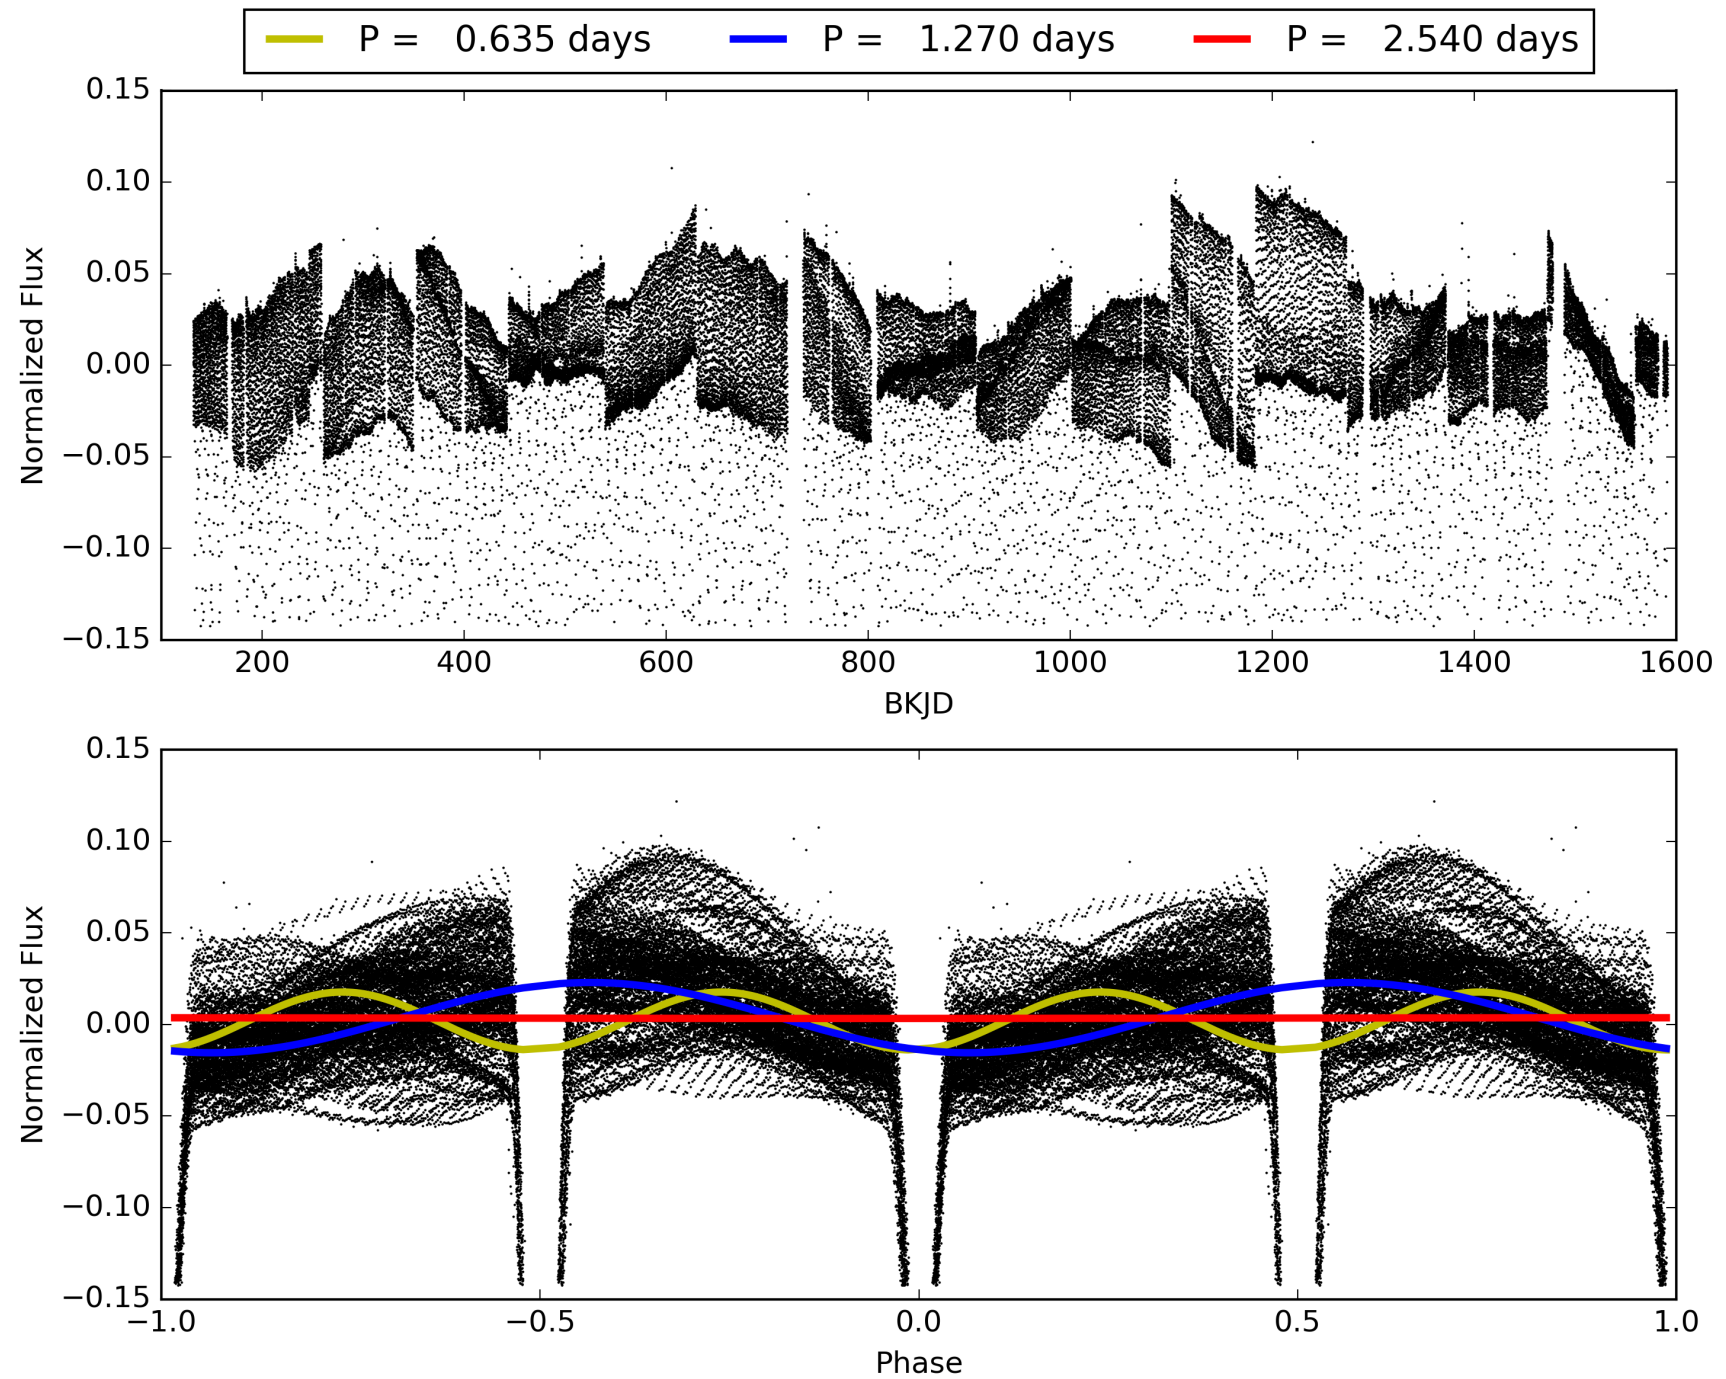 P = 0.635 days P = 1.270 days P = 2.540 days
0.15
0.10
0.05
0.00
−0.05
−0.10
−0.15
Normalized Flux
200 400 600 800 1000 1200 1400 1600
BKJD
0.15
0.10
0.05
0.00
−0.05
−0.10
−0.15
Normalized Flux
−1.0 −0.5 0.0 0.5 1.0
Phase